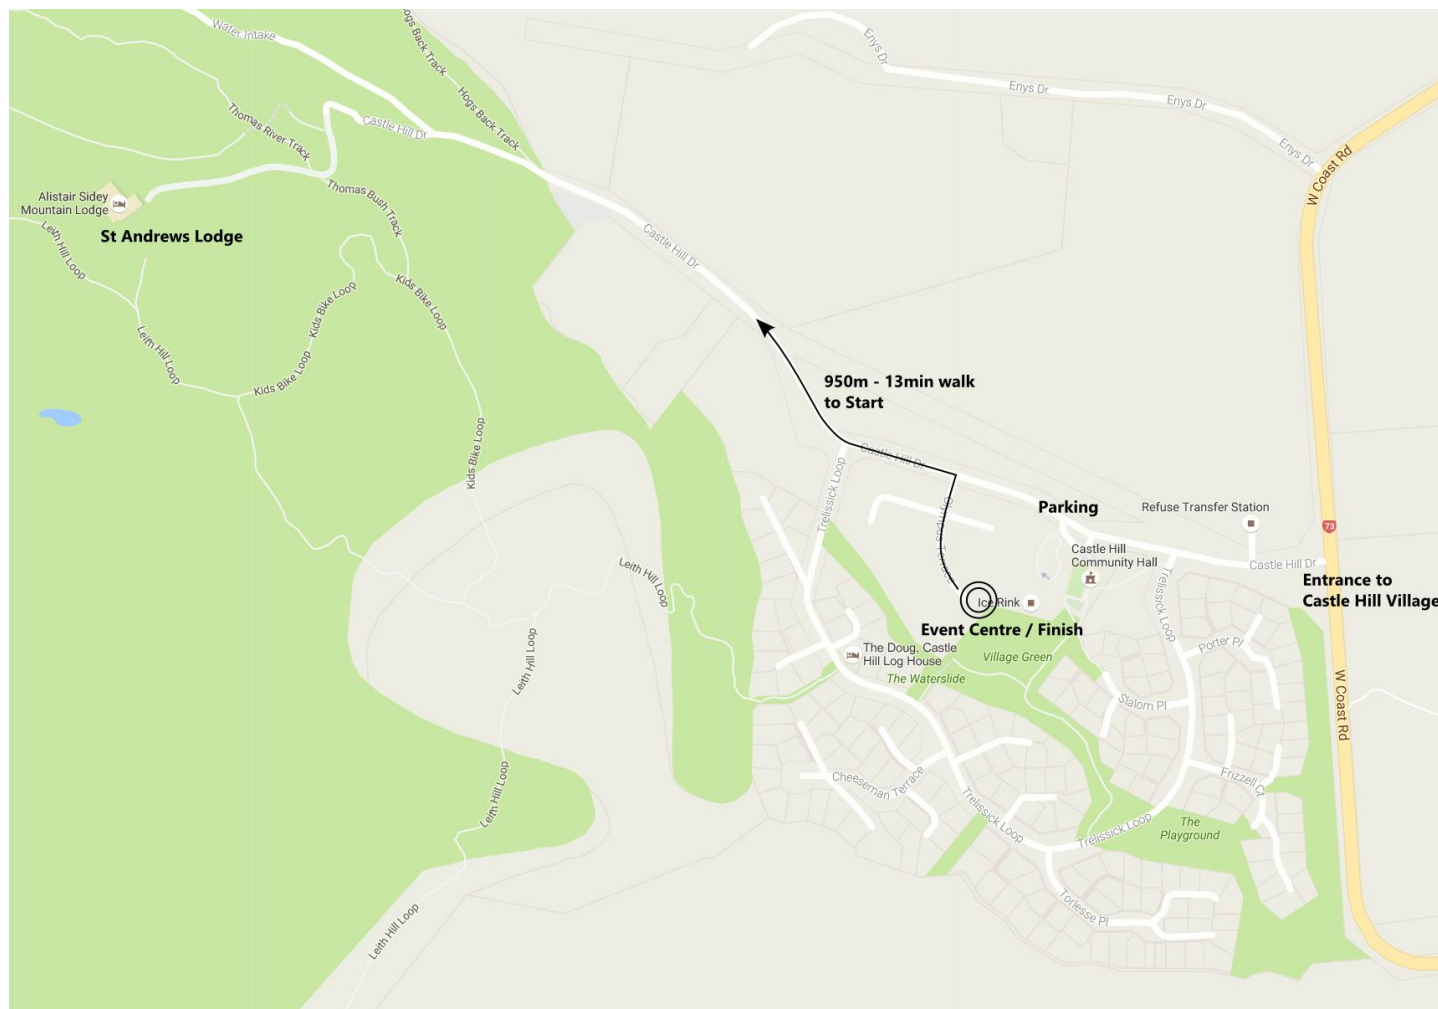 Water Intake
Hogs Back Track
Hogs Back Track
Enys Dr
Enys Dr
Enys Dr
Enys Dr
Thomas River Track
Castle Hill Dr
W Coast Rd
Alistair Sidey
Mountain Lodge
Thomas Bush Track
St Andrews Lodge
Leith Hill Loop
Castle Hill Dr
Kids Bike Loop
Kids Bike Loop
Leith Hill Loop
Kids Bike Loop
950m - 13min walk
to Start
Kids Bike Loop
Castle Hill Dr
Trelissick Loop
Olympus Terrace
Parking
Refuse Transfer Station
73
Castle Hill
Community Hall
Castle Hill Dr
Entrance to
Castle Hill Village
Leith Hill Loop
Ice Rink
Trelissick Loop
Event Centre / Finish
The Doug, Castle
Hill Log House
Village Green
The Waterslide
Porter Pl
Leith Hill Loop
Slalom Pl
W Coast Rd
Cheeseman Terrace
Frizzell Ct
Leith Hill Loop
Trelissick Loop
Trelissick Loop
The
Playground
Torlesse Pl
Leith Hill Loop